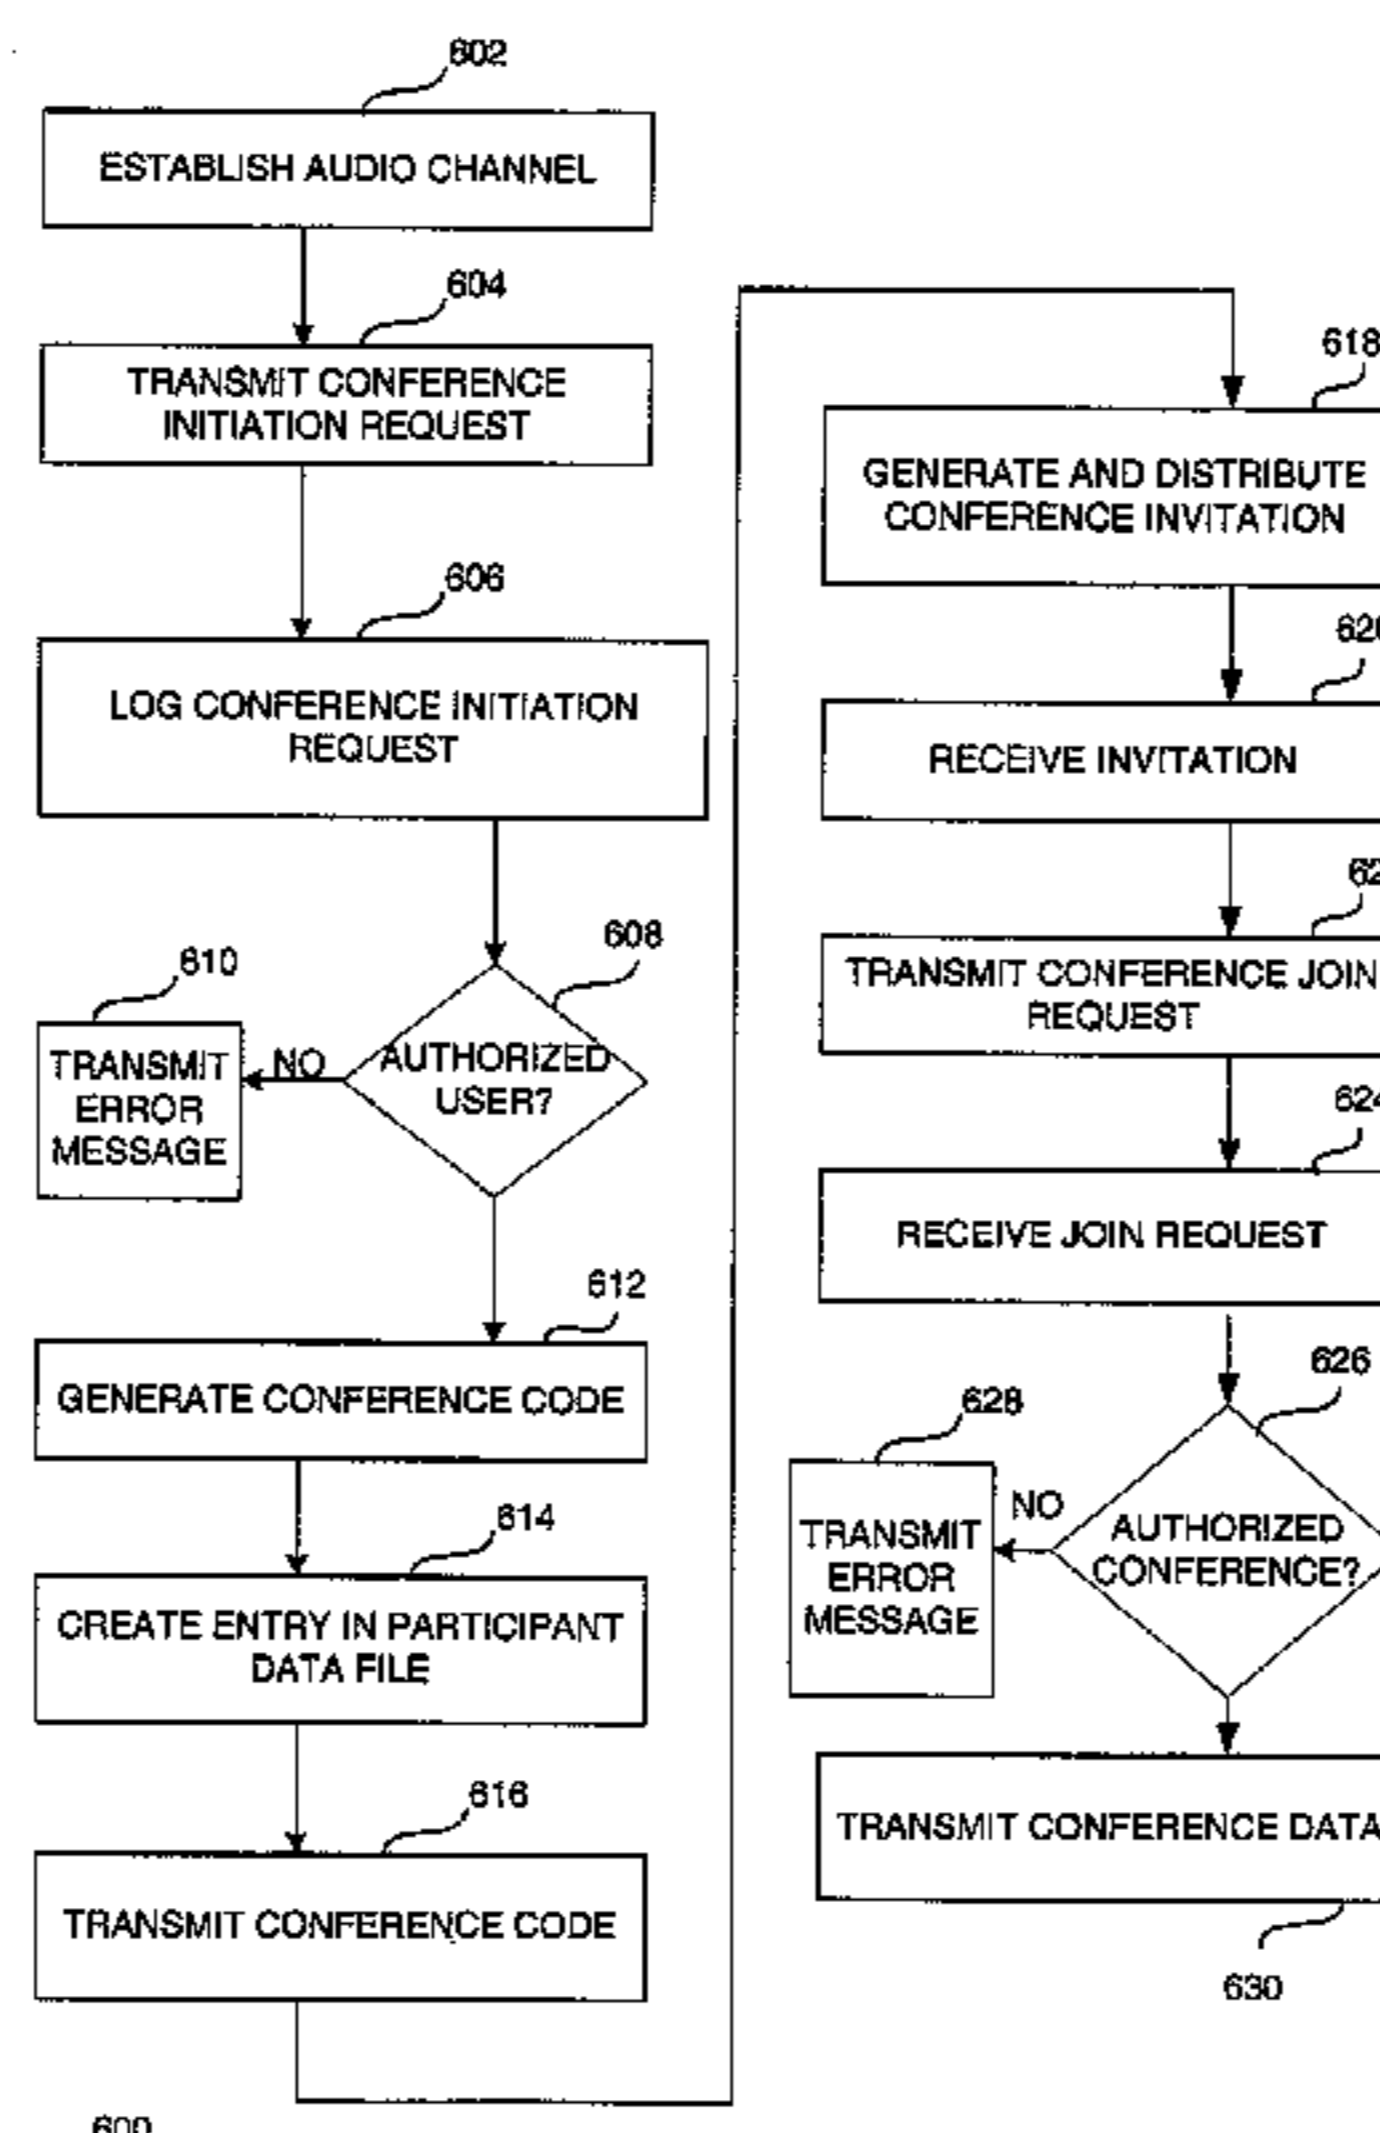 602
ESTABLISH AUDIO CHANNEL
604
TRANSMIT CONFERENCE
INITIATION REQUEST
606
LOG CONFERENCE INITIATION
REQUEST
608
AUTHORIZED
USER?
NO
610
TRANSMIT
ERROR
MESSAGE
612
GENERATE CONFERENCE CODE
614
CREATE ENTRY IN PARTICIPANT
DATA FILE
616
TRANSMIT CONFERENCE CODE
618
GENERATE AND DISTRIBUTE
CONFERENCE INVITATION
620
RECEIVE INVITATION
62
TRANSMIT CONFERENCE JOIN
REQUEST
624
RECEIVE JOIN REQUEST
626
AUTHORIZED
CONFERENCE?
NO
628
TRANSMIT
ERROR
MESSAGE
TRANSMIT CONFERENCE DATA
630
600